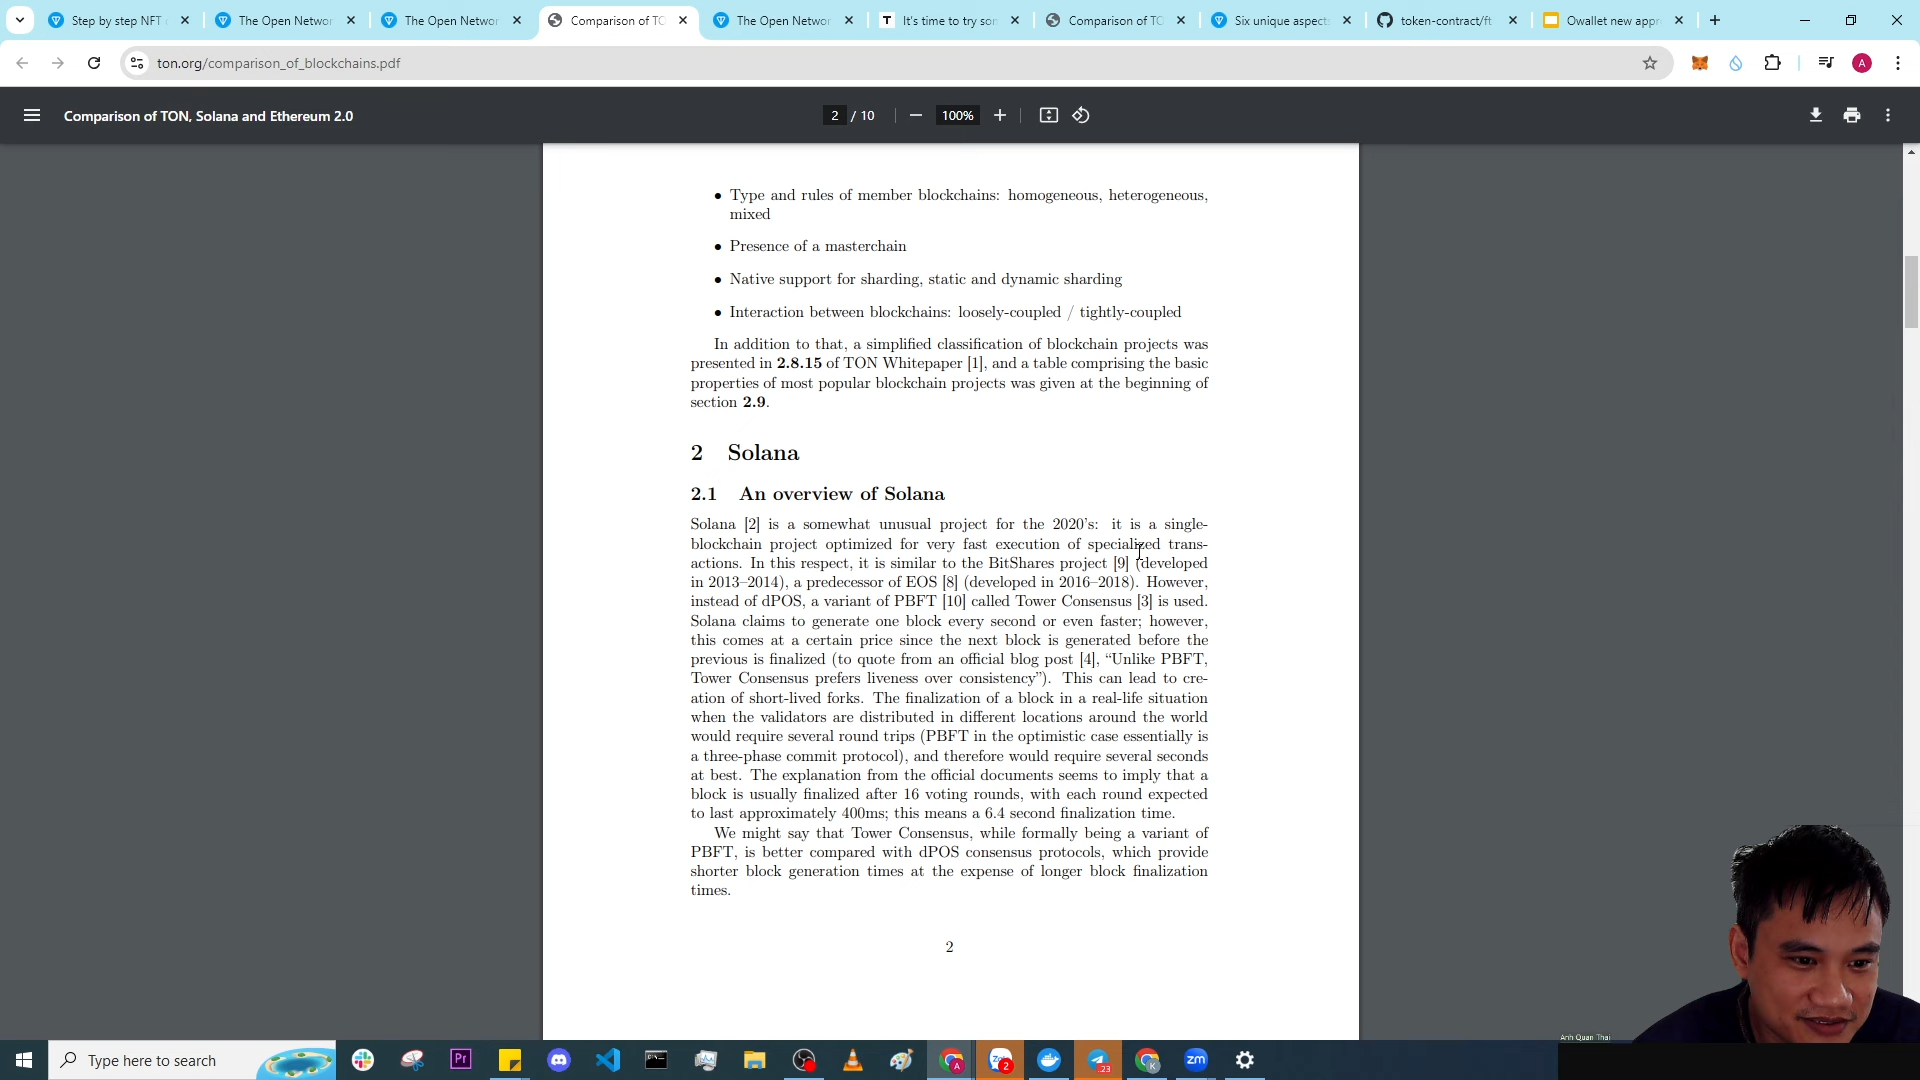 Step by step NFT
The Open Networ
The Open Networ
Comparison of TO
The Open Networ
It's time to try son
Comparison of TO
Six unique aspects
token-contract/ft
Owallet new appr
ton.org/comparison_of_blockchains.pdf
A
Comparison of TON, Solana and Ethereum 2.0
2 / 10
100%
• Type and rules of member blockchains: homogeneous, heterogeneous,
mixed
• Presence of a masterchain
• Native support for sharding, static and dynamic sharding
• Interaction between blockchains: loosely-coupled / tightly-coupled
In addition to that, a simplified classification of blockchain projects was
presented in 2.8.15 of TON Whitepaper [1], and a table comprising the basic
properties of most popular blockchain projects was given at the beginning of
section 2.9.
2 Solana
2.1 An overview of Solana
Solana [2] is a somewhat unusual project for the 2020's: it is a single-
blockchain project optimized for very fast execution of specialized trans-
actions. In this respect, it is similar to the BitShares project [9] (developed
in 2013–2014), a predecessor of EOS [8] (developed in 2016–2018). However,
instead of dPOS, a variant of PBFT [10] called Tower Consensus [3] is used.
Solana claims to generate one block every second or even faster; however,
this comes at a certain price since the next block is generated before the
previous is finalized (to quote from an official blog post [4], “Unlike PBFT,
Tower Consensus prefers liveness over consistency”). This can lead to cre-
ation of short-lived forks. The finalization of a block in a real-life situation
when the validators are distributed in different locations around the world
would require several round trips (PBFT in the optimistic case essentially is
a three-phase commit protocol), and therefore would require several seconds
at best. The explanation from the official documents seems to imply that a
block is usually finalized after 16 voting rounds, with each round expected
to last approximately 400ms; this means a 6.4 second finalization time.
We might say that Tower Consensus, while formally being a variant of
PBFT, is better compared with dPOS consensus protocols, which provide
shorter block generation times at the expense of longer block finalization
times.
2
Anh Quan Thai
Type here to search
Pr
A
2
23
K
zm